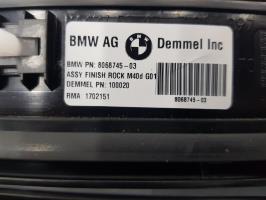 BMW AG Demmel Inc
BMW PN: 8068745-03
ASSY FINISH ROCK M40d G01
DEMMEL PN: 100020
RMA 1702151
8068745-03